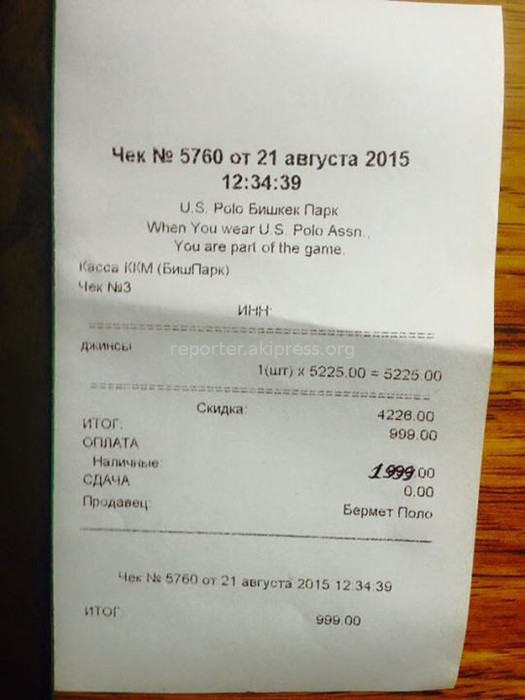 Чек № 5760 от 21 августа 2015
12:34:39
U.S. Polo Бишкек Парк
When You wear U.S. Polo Assn.,
You are part of the game.
Касса ККМ (БишПарк)
Чек №3
ИНН:
джинсы
reporter.akipress.org
1(шт) x 5225.00 = 5225.00
Скидка: 4226.00
ИТОГ: 999.00
ОПЛАТА
Наличные: 1999.00
СДАЧА 0.00
Продавец: Бермет Поло
Чек № 5760 от 21 августа 2015 12:34:39
ИТОГ: 999.00